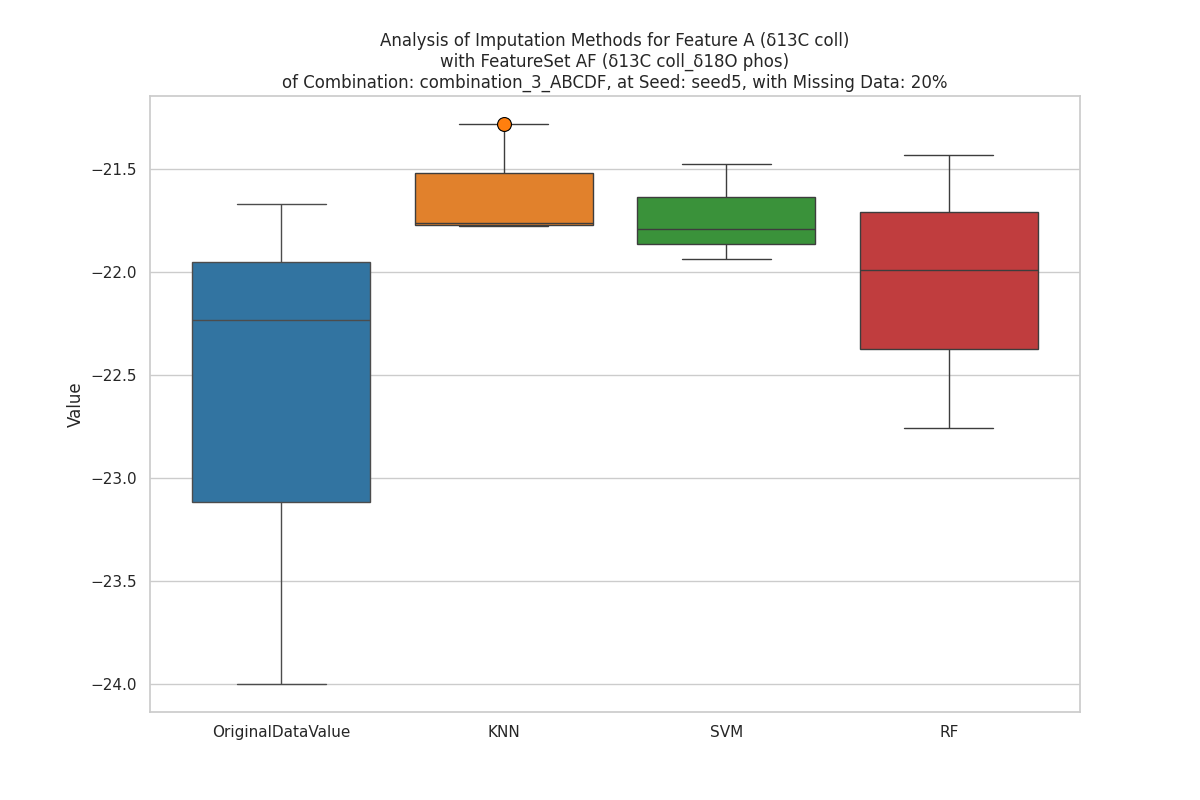 Analysis of Imputation Methods for Feature A (δ13C coll)
with FeatureSet AF (δ13C coll_δ18O phos)
of Combination: combination_3_ABCDF, at Seed: seed5, with Missing Data: 20%
Value
−21.5
−22.0
−22.5
−23.0
−23.5
−24.0
OriginalDataValue
KNN
SVM
RF